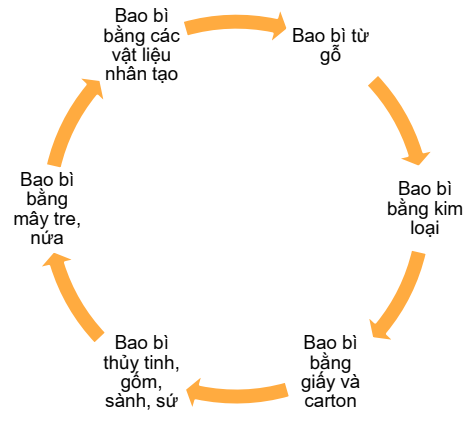 Bao bì
bằng các
vật liệu
nhân tạo
Bao bì từ
gỗ
Bao bì
bằng kim
loại
Bao bì
bằng
giấy và
carton
Bao bì
thủy tinh,
gốm,
sành, sứ
Bao bì
bằng
mây tre,
nứa